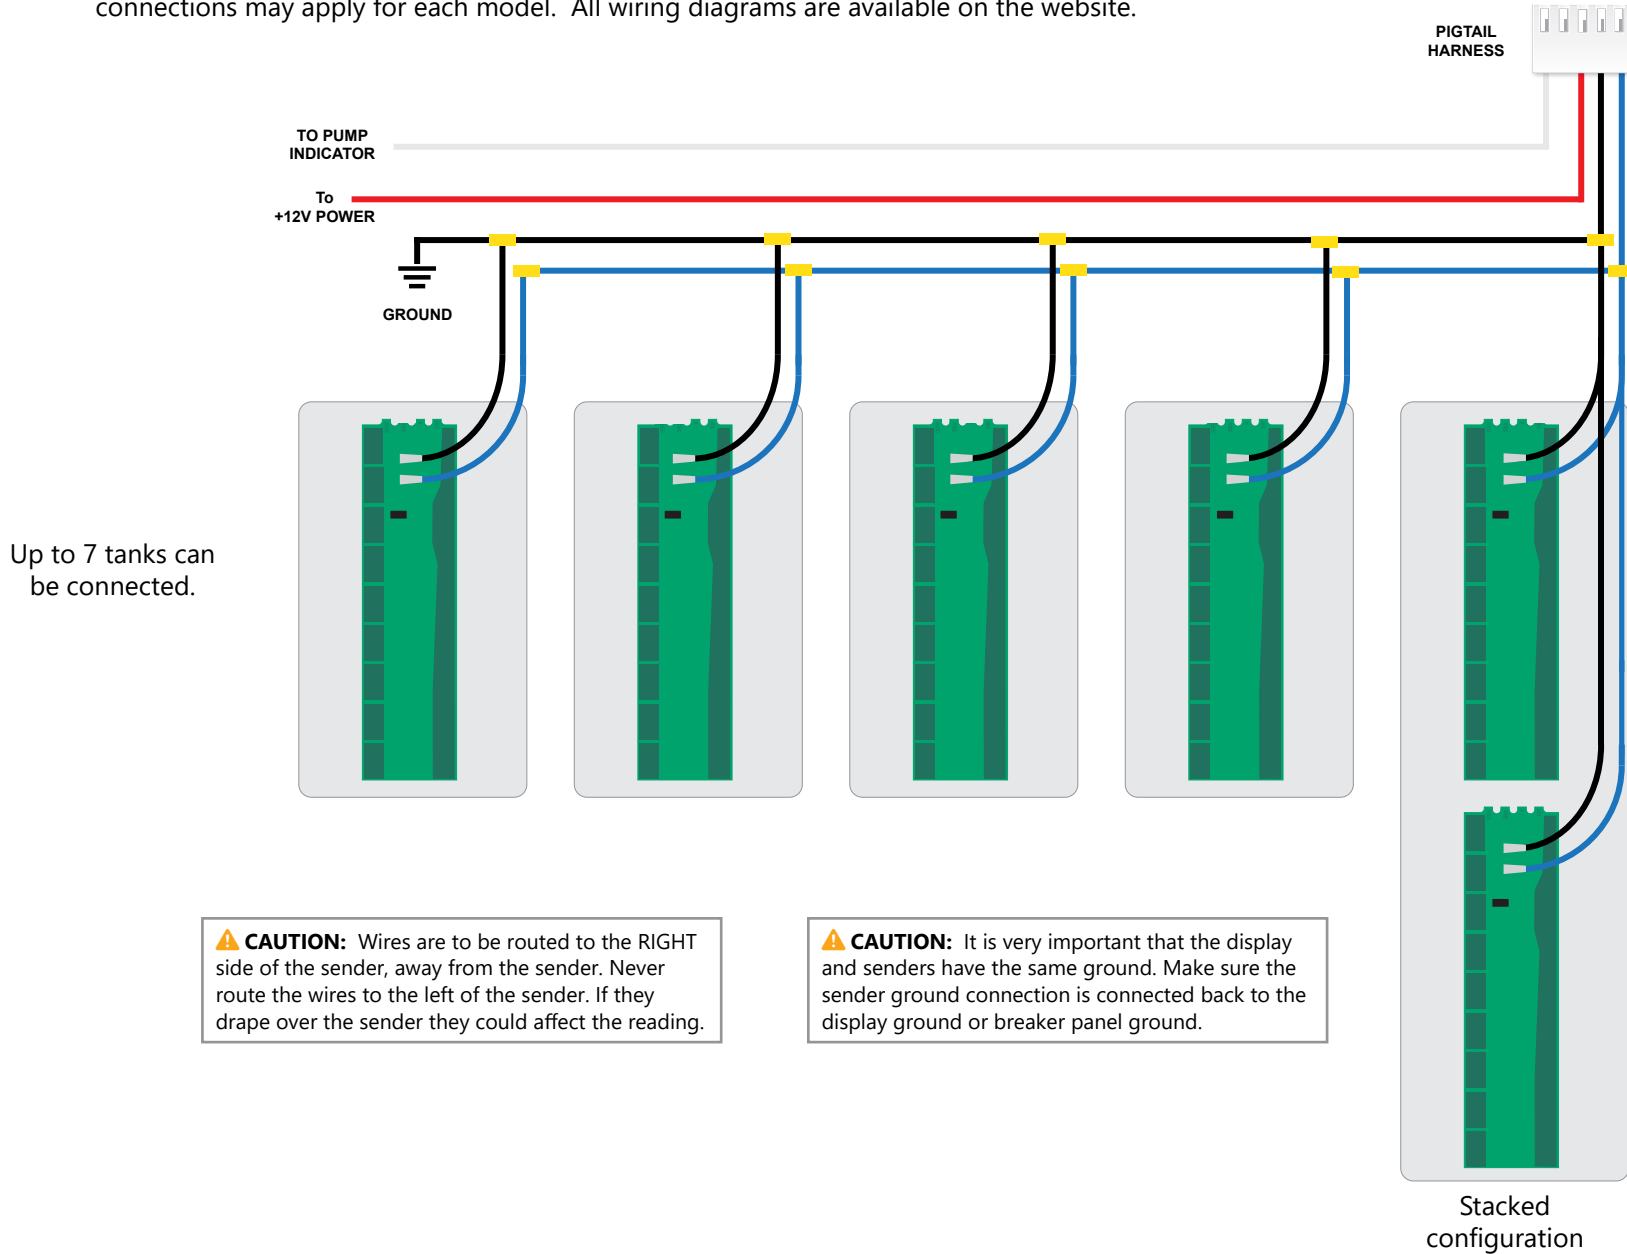 connections may apply for each model.  All wiring diagrams are available on the website.
PIGTAIL
HARNESS
TO PUMP
INDICATOR
To
+12V POWER
GROUND
Up to 7 tanks can
be connected.
CAUTION:  Wires are to be routed to the RIGHT
side of the sender, away from the sender. Never
route the wires to the left of the sender. If they
drape over the sender they could affect the reading.
CAUTION:  It is very important that the display
and senders have the same ground. Make sure the
sender ground connection is connected back to the
display ground or breaker panel ground.
Stacked
configuration